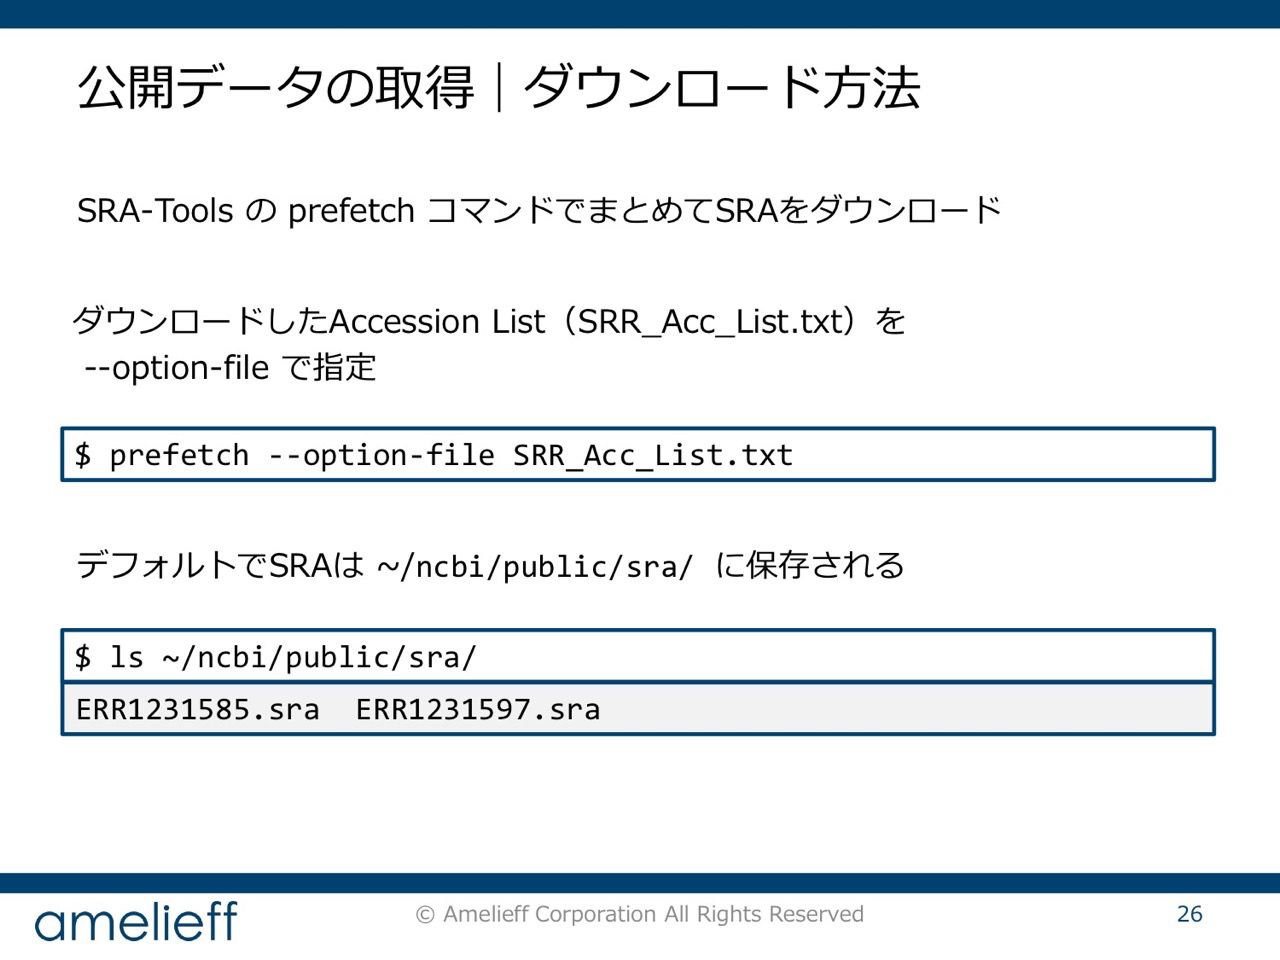 公開データの取得｜ダウンロード方法
SRA-Tools の prefetch コマンドでまとめてSRAをダウンロード
ダウンロードしたAccession List（SRR_Acc_List.txt）を
--option-file で指定
$ prefetch --option-file SRR_Acc_List.txt
デフォルトでSRAは ~/ncbi/public/sra/ に保存される
$ ls ~/ncbi/public/sra/
ERR1231585.sra  ERR1231597.sra
amelieff
© Amelieff Corporation All Rights Reserved
26